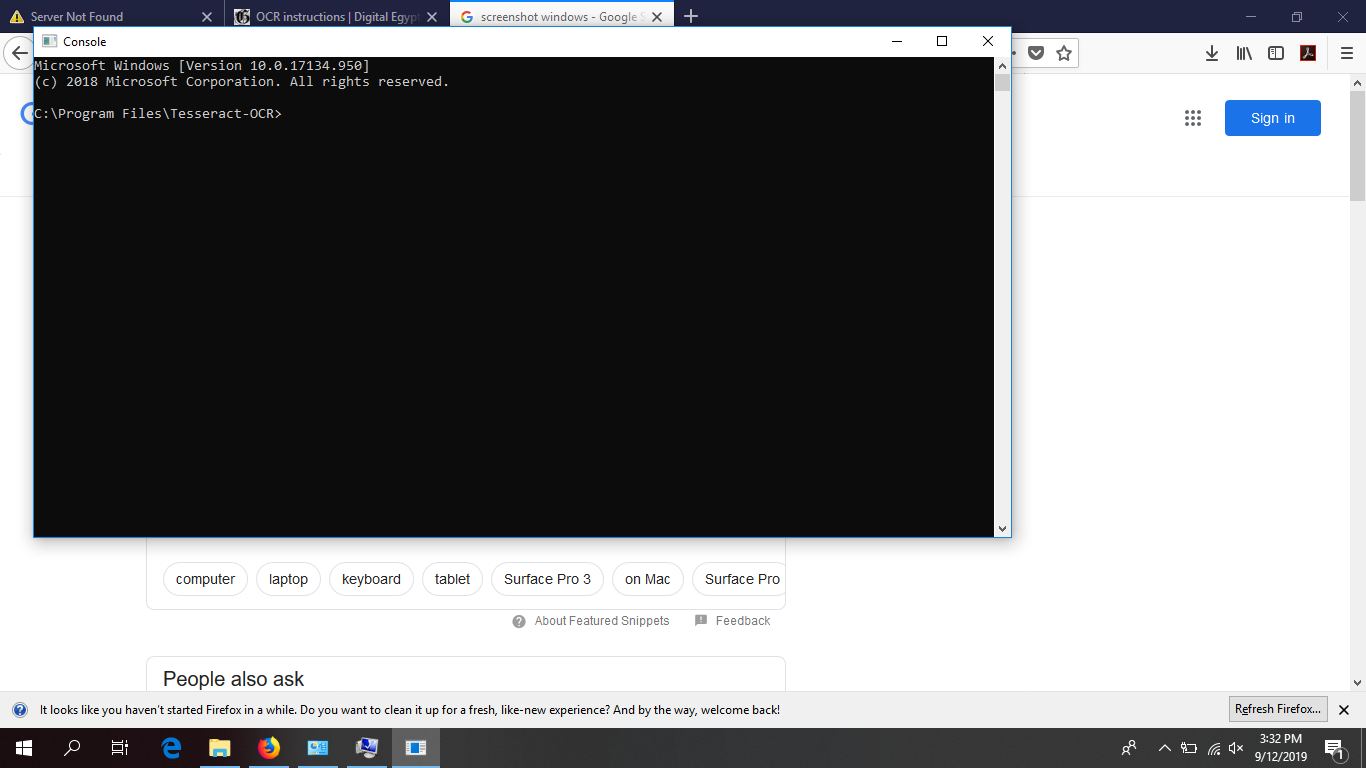 Server Not Found
OCR instructions | Digital Egypt
screenshot windows - Google S
Console
Microsoft Windows [Version 10.0.17134.950]
(c) 2018 Microsoft Corporation. All rights reserved.
C:\Program Files\Tesseract-OCR>
Sign in
computer
laptop
keyboard
tablet
Surface Pro 3
on Mac
Surface Pro
About Featured Snippets
Feedback
People also ask
It looks like you haven't started Firefox in a while. Do you want to clean it up for a fresh, like-new experience? And by the way, welcome back!
Refresh Firefox...
3:32 PM
9/12/2019
1